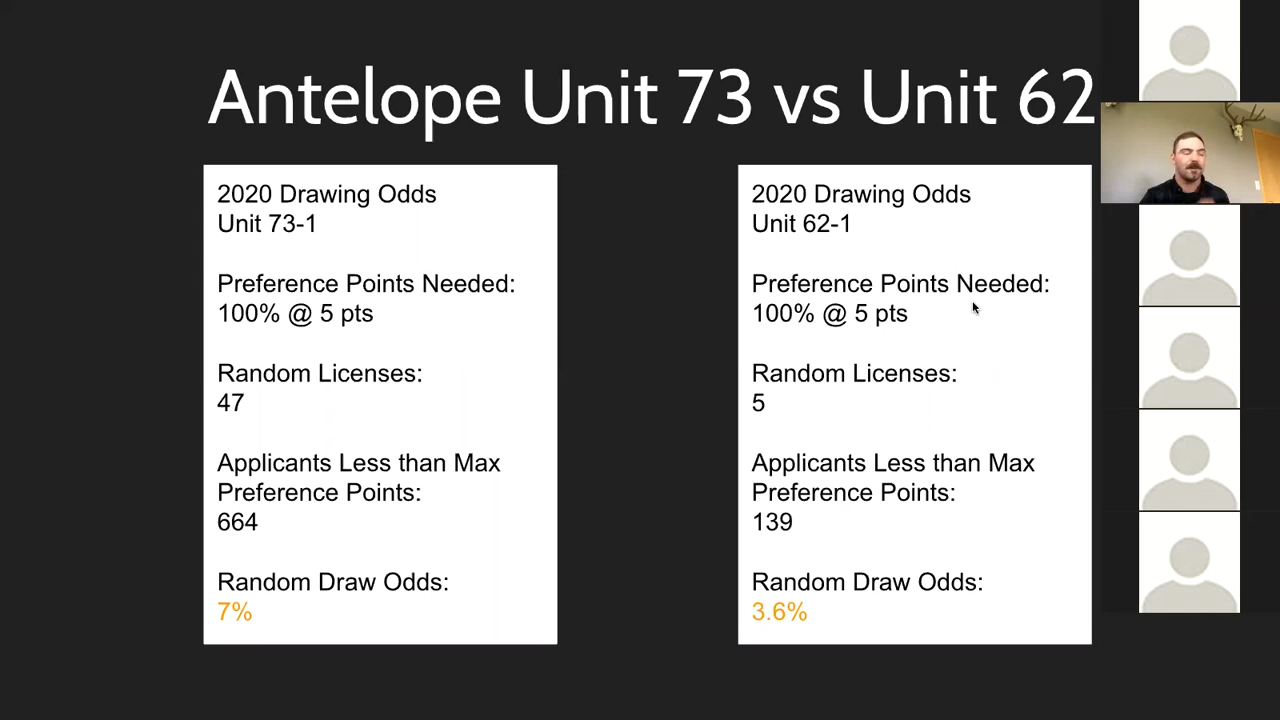 Antelope Unit 73 vs Unit 62
2020 Drawing Odds
Unit 73-1
Preference Points Needed:
100% @ 5 pts
Random Licenses:
47
Applicants Less than Max
Preference Points:
664
Random Draw Odds:
7%
2020 Drawing Odds
Unit 62-1
Preference Points Needed:
100% @ 5 pts
Random Licenses:
5
Applicants Less than Max
Preference Points:
139
Random Draw Odds:
3.6%